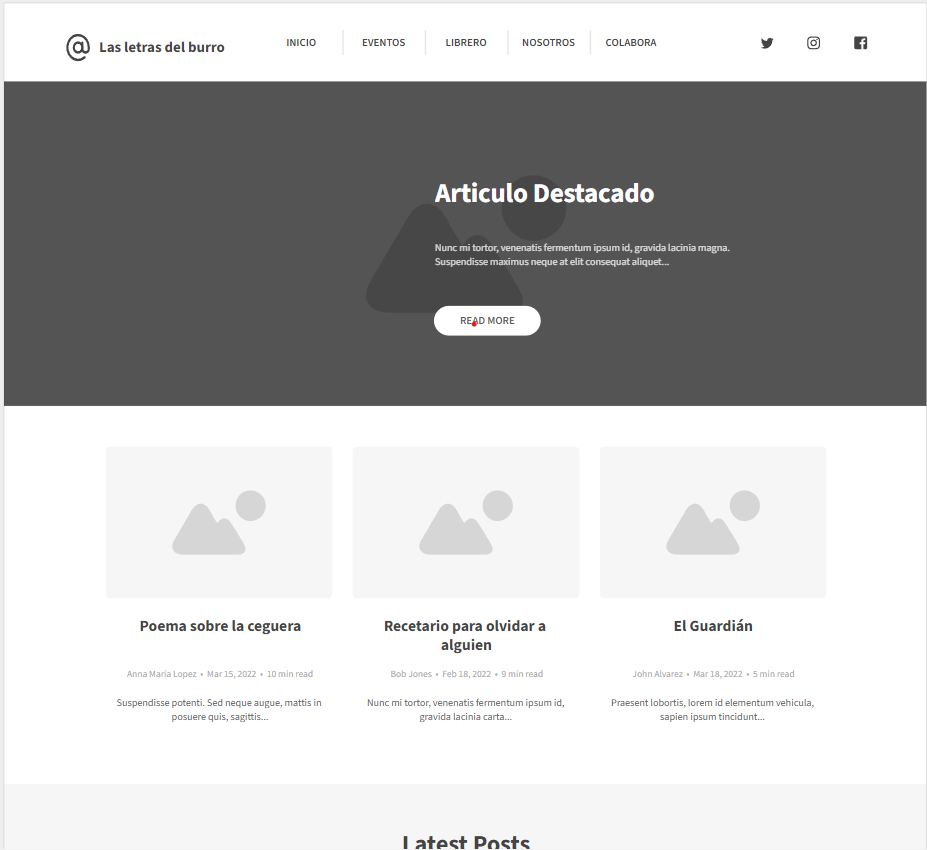 @ Las letras del burro
INICIO
EVENTOS
LIBRERO
NOSOTROS
COLABORA
Articulo Destacado
Nunc mi tortor, venenatis fermentum ipsum id, gravida lacinia magna.
Suspendisse maximus neque at elit consequat aliquet...
READ MORE
Poema sobre la ceguera
Anna Maria Lopez • Mar 15, 2022 • 10 min read
Suspendisse potenti. Sed neque augue, mattis in
posuere quis, sagittis...
Recetario para olvidar a
alguien
Bob Jones • Feb 18, 2022 • 9 min read
Nunc mi tortor, venenatis fermentum ipsum id,
gravida lacinia carta...
El Guardián
John Alvarez • Mar 18, 2022 • 5 min read
Praesent lobortis, lorem id elementum vehicula,
sapien ipsum tincidunt...
Latest Posts